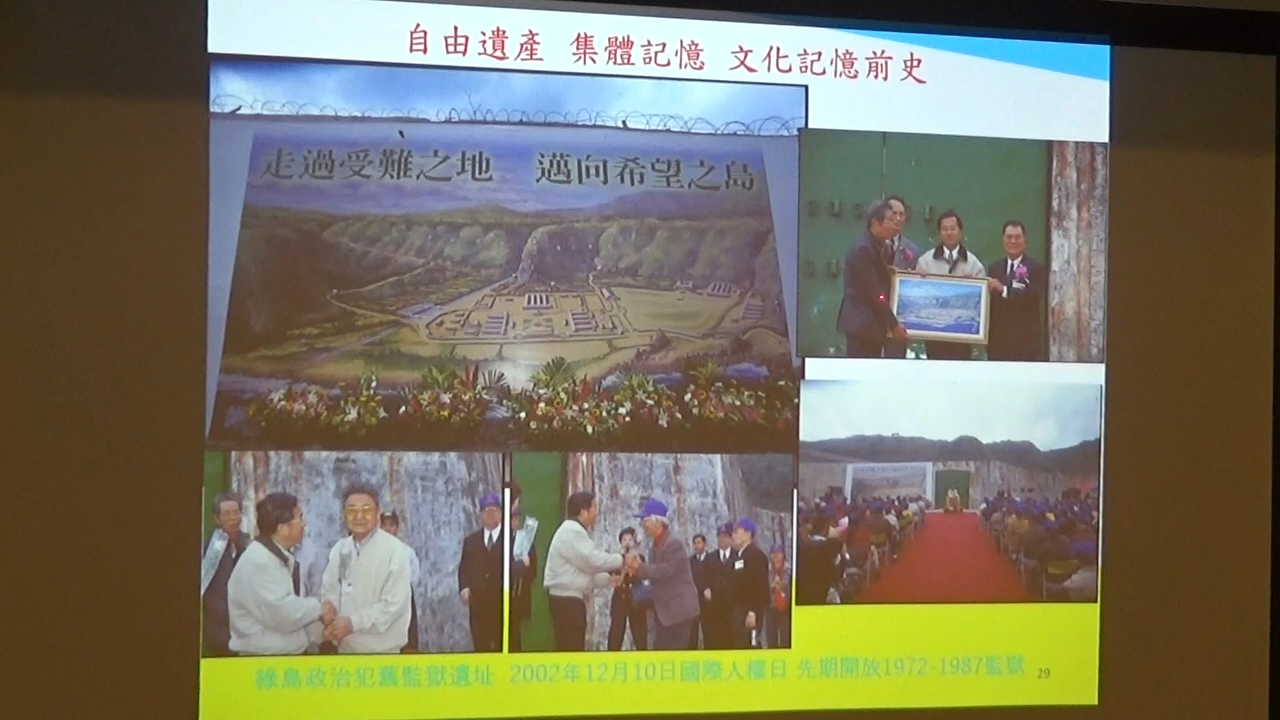 自由遺產 集體記憶 文化記憶前史
走過受難之地 邁向希望之島
綠島政治犯舊監獄遺址 2002年12月10日國際人權日 先期開放1972-1987監獄
29